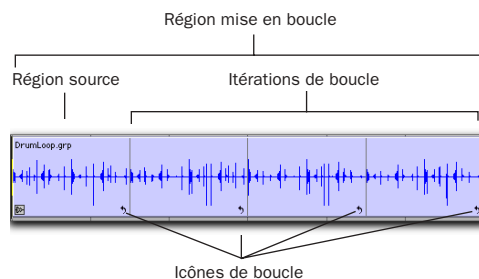 Région mise en boucle
Région source
Itérations de boucle
DrumLoop.grp
Icônes de boucle